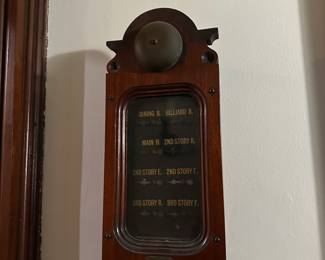 DINING R. BILLIARD R.
MAIN H. 2ND STORY R.
2ND STORY F. 2ND STORY F.
3RD STORY R. 3RD STORY F.